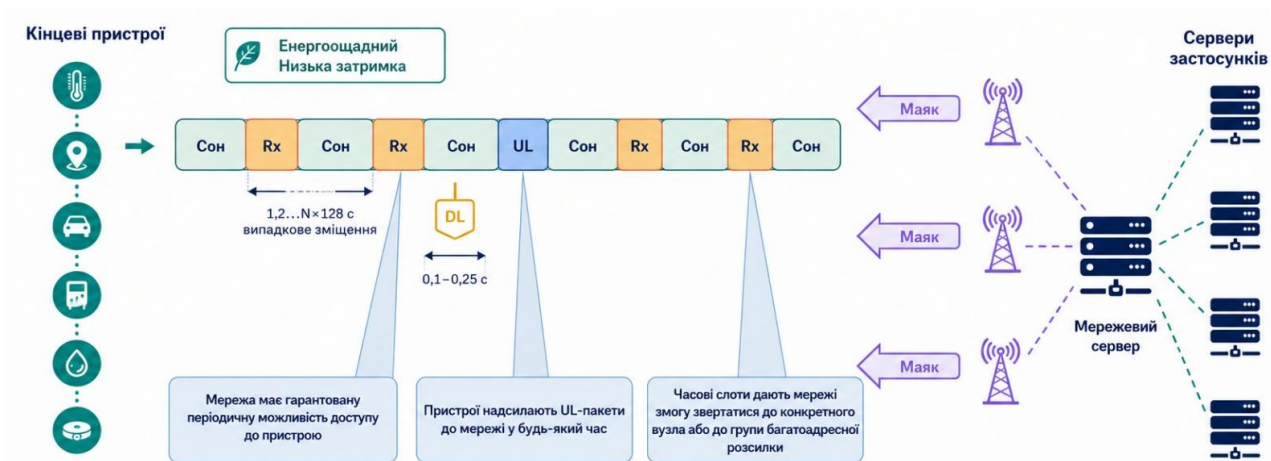 Кінцеві пристрої
Енергоощадний
Низька затримка
Сервери
застосунків
Маяк
Сон Rx Сон Rx Сон UL Сон Rx Сон Rx Сон
1,2...N×128 с
випадкове зміщення
DL
0,1–0,25 с
Маяк
Мережевий
сервер
Маяк
Мережа має гарантовану
періодичну можливість доступу
до пристрою
Пристрої надсилають UL-пакети
до мережі у будь-який час
Часові слоти дають мережі
змогу звертатися до конкретного
вузла або до групи багатоадресної
розсилки